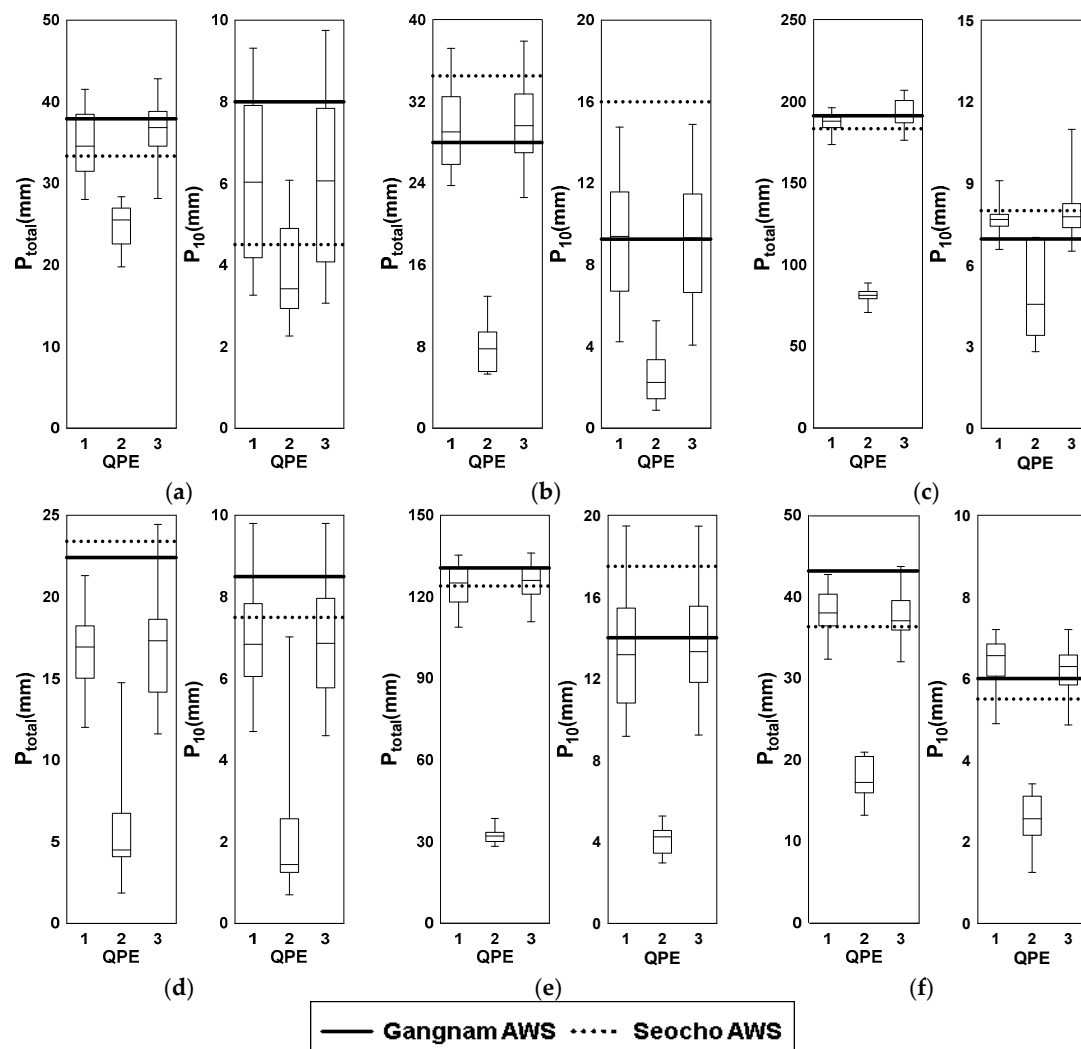 50
40
30
20
10
0
P_total(mm)
1 2 3
QPE
10
8
6
4
2
0
P_10(mm)
1 2 3
QPE
(a)
40
32
24
16
8
0
P_total(mm)
1 2 3
QPE
20
16
12
8
4
0
P_10(mm)
1 2 3
QPE
(b)
250
200
150
100
50
0
P_total(mm)
1 2 3
QPE
15
12
9
6
3
0
P_10(mm)
1 2 3
QPE
(c)
25
20
15
10
5
0
P_total(mm)
1 2 3
QPE
10
8
6
4
2
0
P_10(mm)
1 2 3
QPE
(d)
150
120
90
60
30
0
P_total(mm)
1 2 3
QPE
20
16
12
8
4
0
P_10(mm)
1 2 3
QPE
(e)
50
40
30
20
10
0
P_total(mm)
1 2 3
QPE
10
8
6
4
2
0
P_10(mm)
1 2 3
QPE
(f)
Gangnam AWS Seocho AWS